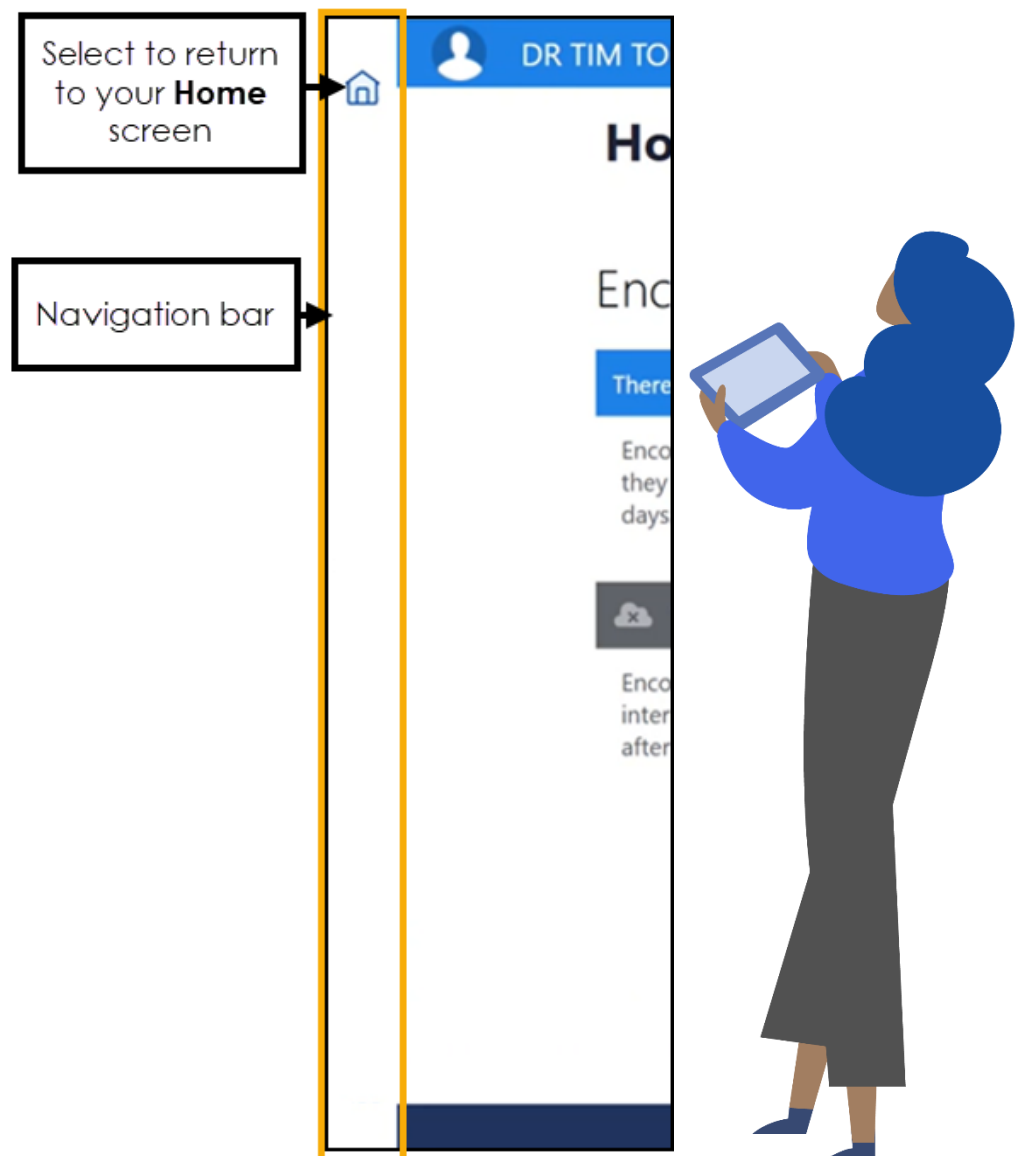 Select to return
to your Home
screen
Navigation bar
DR TIM TO
Ho
Enc
There
Enco
they
days
Enco
inter
after